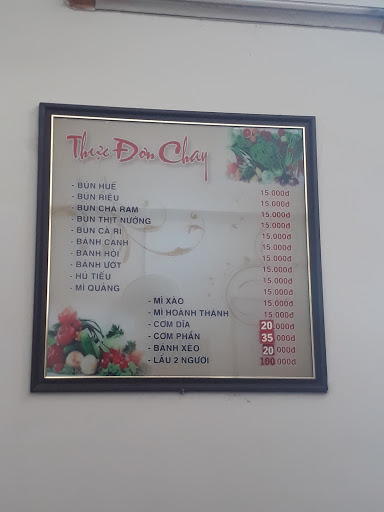 Thực Đơn Chay
- BÚN HUẾ 15.000đ
- BÚN RIÊU 15.000đ
- BÚN CHẢ RAM 15.000đ
- BÚN THỊT NƯỚNG 15.000đ
- BÚN CÀ RI 15.000đ
- BÁNH CANH 15.000đ
- BÁNH HỎI 15.000đ
- BÁNH ƯỚT 15.000đ
- HỦ TIẾU 15.000đ
- MÌ QUẢNG 15.000đ
- MÌ XÀO 15.000đ
- MÌ HOÀNH THÁNH 15.000đ
- CƠM DĨA 20.000đ
- CƠM PHẦN 35.000đ
- BÁNH XÈO 20.000đ
- LẨU 2 NGƯỜI 100.000đ